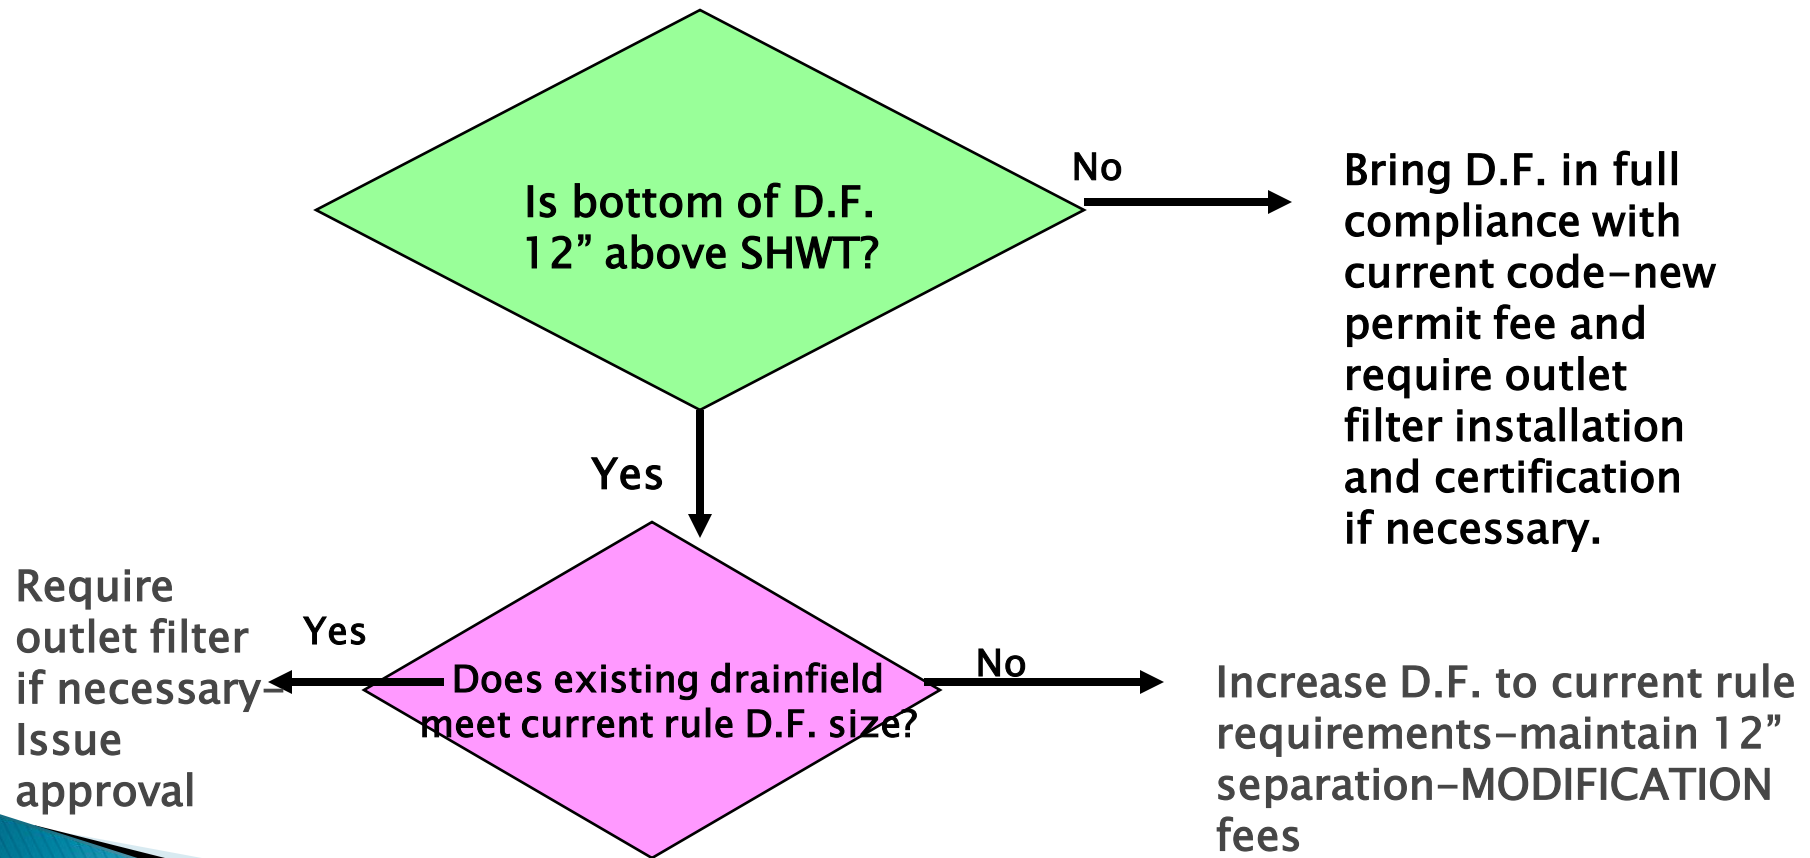 Is bottom of D.F.
12” above SHWT?
No
Bring D.F. in full
compliance with
current code–new
permit fee and
require outlet
filter installation
and certification
if necessary.
Yes
Require
outlet filter
if necessary–
Issue
approval
Yes
Does existing drainfield
meet current rule D.F. size?
No
Increase D.F. to current rule
requirements–maintain 12”
separation–MODIFICATION
fees